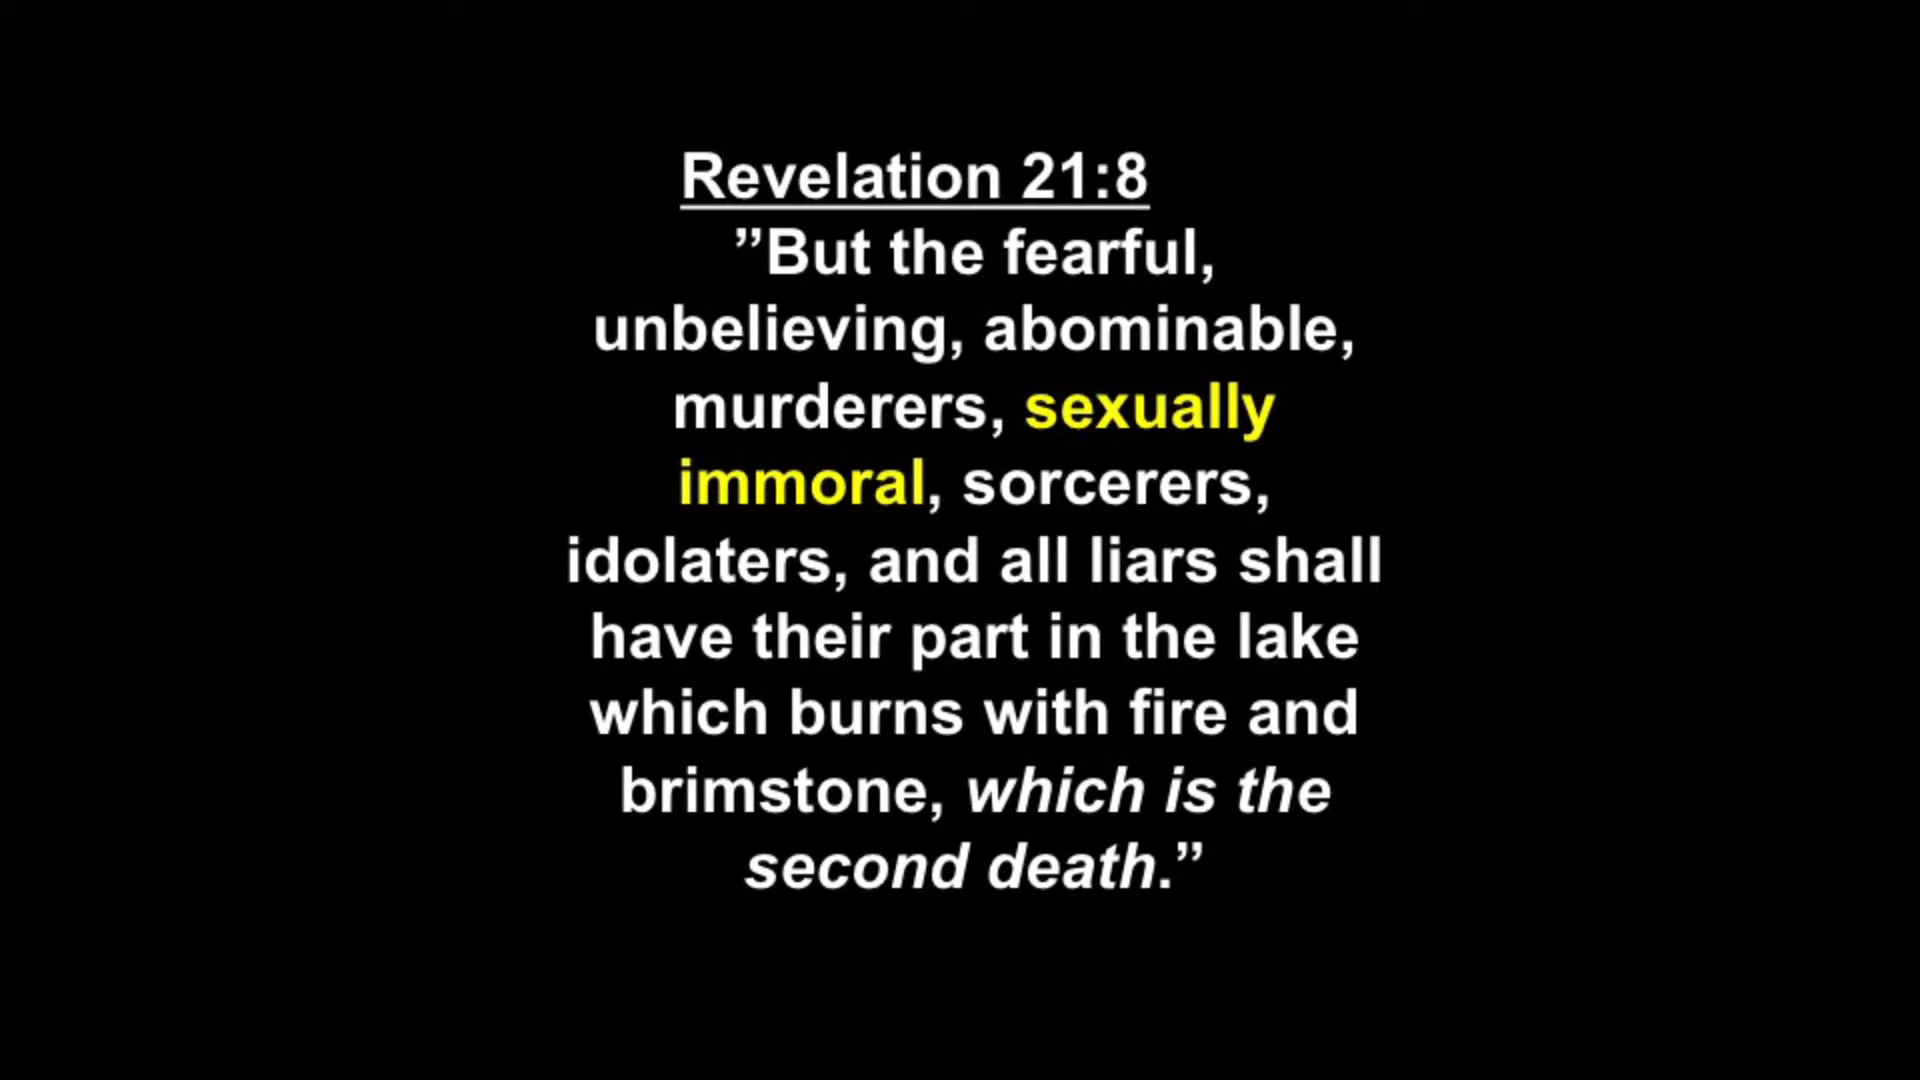 Revelation 21:8
”But the fearful,
unbelieving, abominable,
murderers, sexually
immoral, sorcerers,
idolaters, and all liars shall
have their part in the lake
which burns with fire and
brimstone, which is the
second death.”